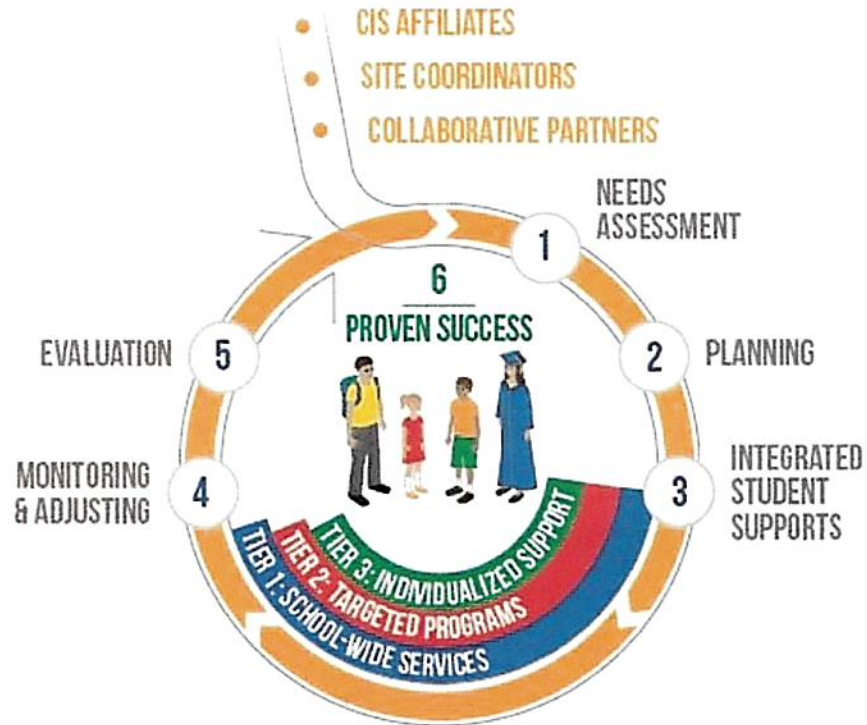 CIS AFFILIATES
SITE COORDINATORS
COLLABORATIVE PARTNERS
NEEDS
ASSESSMENT
1
6
PROVEN SUCCESS
EVALUATION
5
2
PLANNING
MONITORING
& ADJUSTING
4
3
INTEGRATED
STUDENT
SUPPORTS
TIER 3: INDIVIDUALIZED SUPPORT
TIER 2: TARGETED PROGRAMS
TIER 1: SCHOOL-WIDE SERVICES